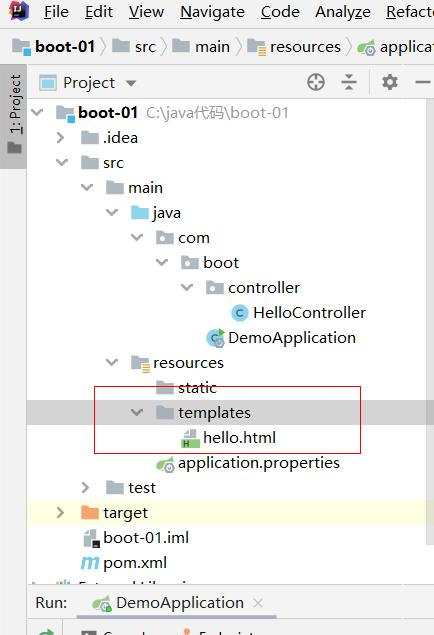 File Edit View Navigate Code Analyze Refacto
boot-01 src main resources applica
1: Project
Project
boot-01 C:\java代码\boot-01
.idea
src
main
java
com
boot
controller
HelloController
DemoApplication
resources
static
templates
hello.html
application.properties
test
target
boot-01.iml
pom.xml
Run: DemoApplication